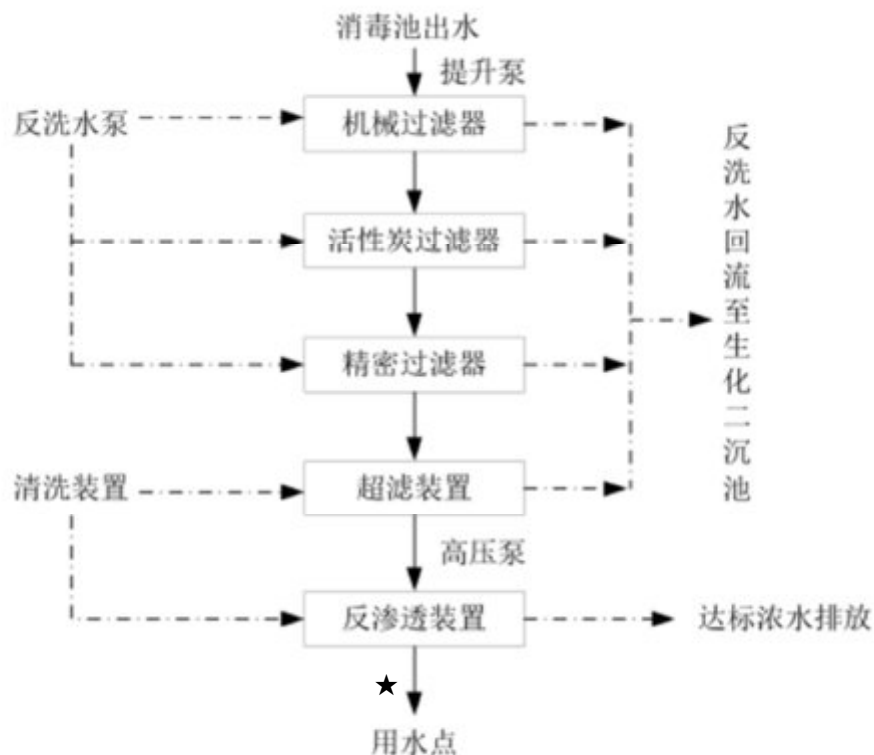 消毒池出水
提升泵
反洗水泵
机械过滤器
活性炭过滤器
精密过滤器
清洗装置
超滤装置
高压泵
反渗透装置
达标浓水排放
★
用水点
反洗水回流至生化二沉池